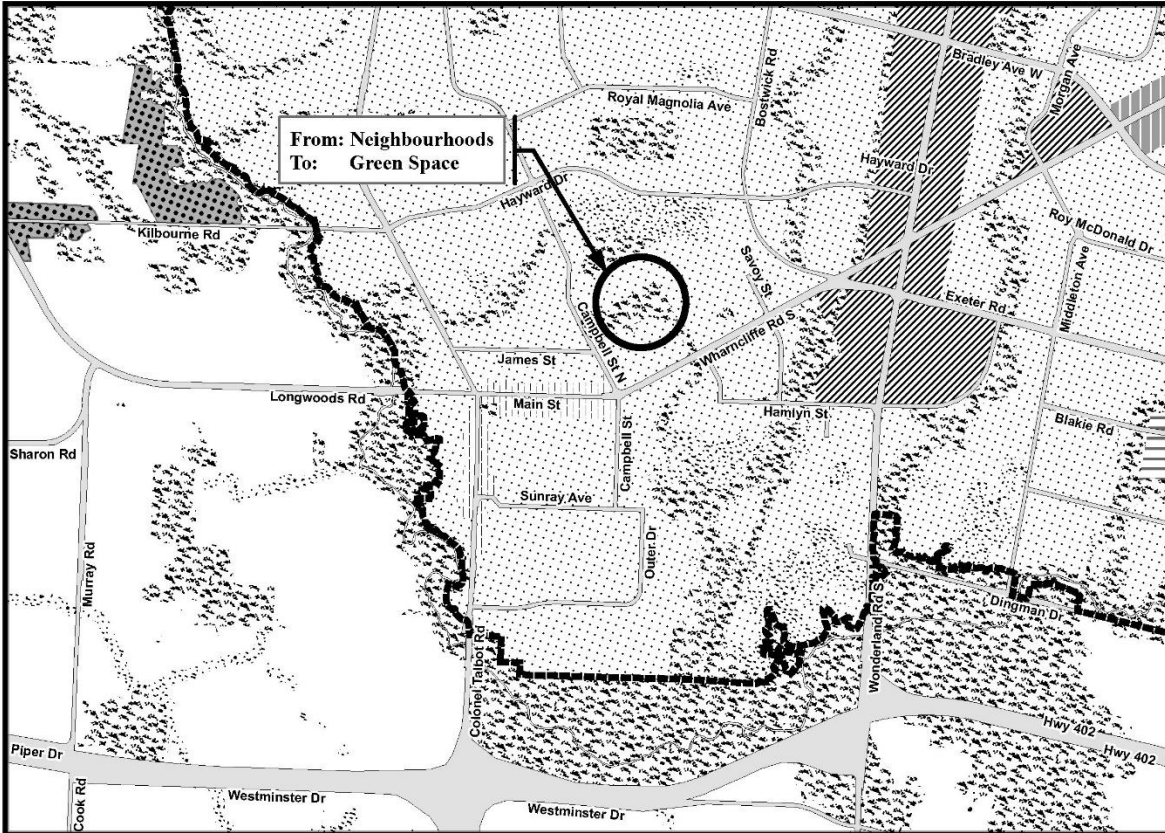 Bradley Ave W
Morgan Ave
Bostwick Rd
Royal Magnolia Ave
From: Neighbourhoods
To: Green Space
Hayward Dr
Hayward Dr
Roy McDonald Dr
Kilbourne Rd
Savoy St
Middleton Ave
Exeter Rd
Campbell St N
Wharncliffe Rd S
James St
Longwoods Rd
Main St
Hamlyn St
Blakie Rd
Sharon Rd
Campbell St
Sunray Ave
Murray Rd
Outer Dr
Dingman Dr
Colonel Talbot Rd
Wonderland Rd S
Hwy 402
Hwy 402
Piper Dr
Cook Rd
Westminster Dr
Westminster Dr